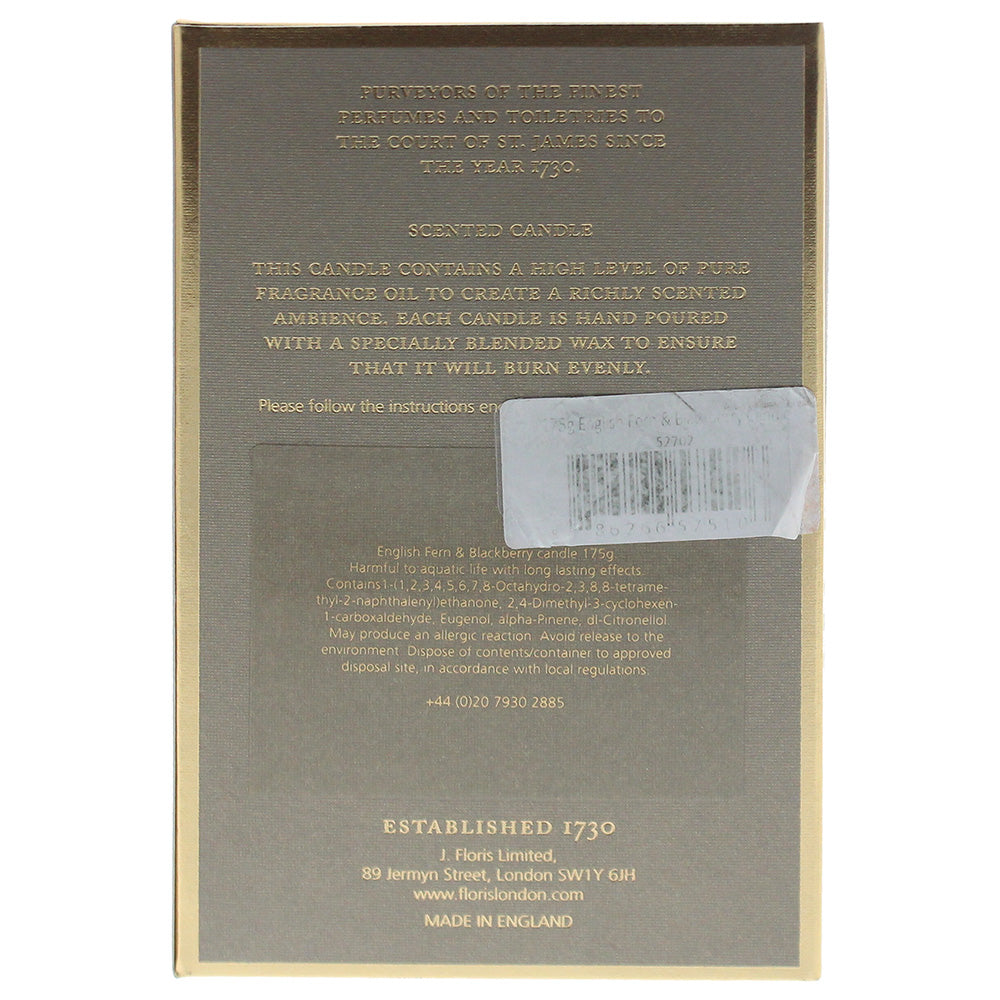 PURVEYORS OF THE FINEST
PERFUMES AND TOILETRIES TO
THE COURT OF ST. JAMES SINCE
THE YEAR 1730.
SCENTED CANDLE
THIS CANDLE CONTAINS A HIGH LEVEL OF PURE
FRAGRANCE OIL TO CREATE A RICHLY SCENTED
AMBIENCE. EACH CANDLE IS HAND POURED
WITH A SPECIALLY BLENDED WAX TO ENSURE
THAT IT WILL BURN EVENLY.
Please follow the instructions
175g English Fern &
52702
English Fern & Blackberry candle 175g.
Harmful to aquatic life with long lasting effects.
Contains1-(1,2,3,4,5,6,7,8-Octahydro-2,3,8,8-tetrame-
thyl-2-naphthalenyl)ethanone, 2,4-Dimethyl-3-cyclohexen-
1-carboxaldehyde, Eugenol, alpha-Pinene, dl-Citronellol.
May produce an allergic reaction. Avoid release to the
environment. Dispose of contents/container to approved
disposal site, in accordance with local regulations.
+44 (0)20 7930 2885
ESTABLISHED 1730
J. Floris Limited,
89 Jermyn Street, London SW1Y 6JH
www.florislondon.com
MADE IN ENGLAND